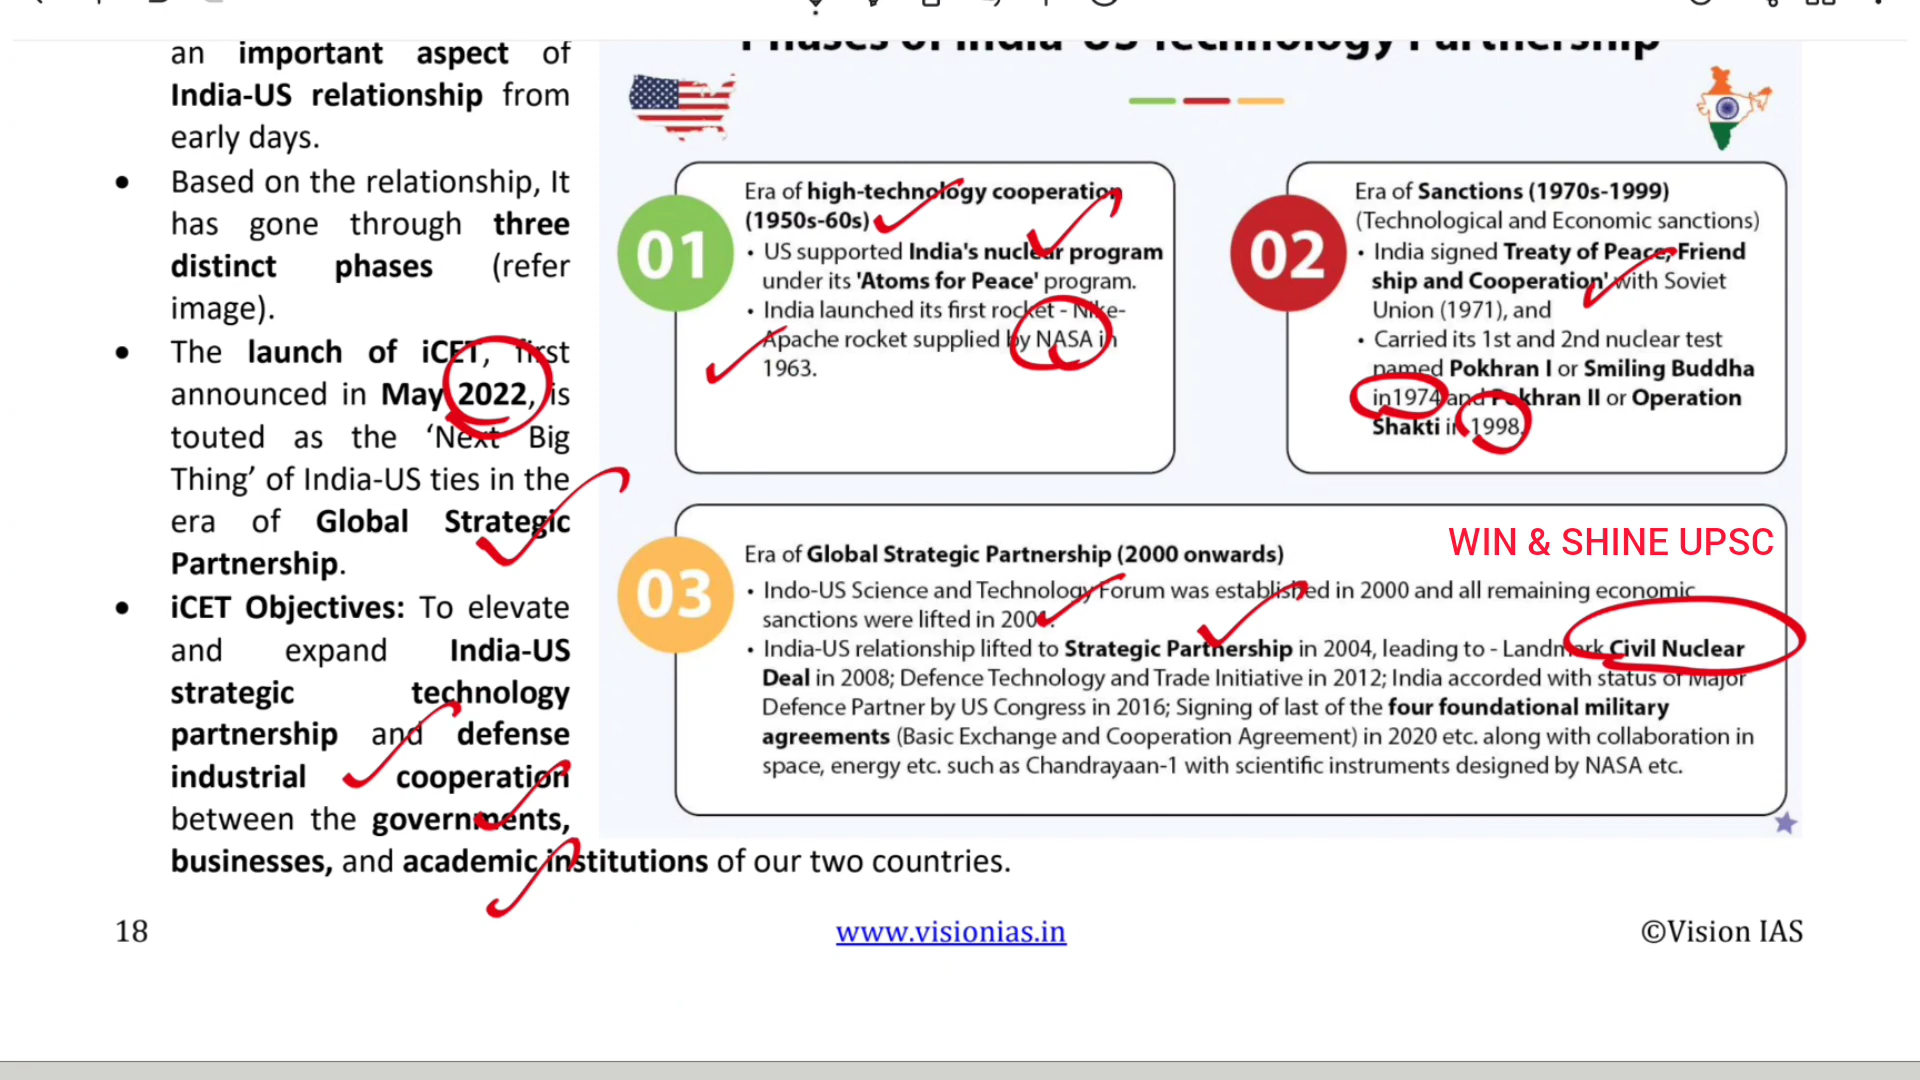 Phases of India-US Technology Partnership
an important aspect of
India-US relationship from
early days.
• Based on the relationship, It
has gone through three
distinct phases (refer
image).
• The launch of iCET, first
announced in May 2022, is
touted as the ‘Next Big
Thing’ of India-US ties in the
era of Global Strategic
Partnership.
• iCET Objectives: To elevate
and expand India-US
strategic technology
partnership and defense
industrial cooperation
between the governments,
businesses, and academic institutions of our two countries.
01
Era of high-technology cooperation
(1950s-60s)
• US supported India's nuclear program
under its 'Atoms for Peace' program.
• India launched its first rocket - Nike-
Apache rocket supplied by NASA in
1963.
02
Era of Sanctions (1970s-1999)
(Technological and Economic sanctions)
• India signed Treaty of Peace, Friend
ship and Cooperation' with Soviet
Union (1971), and
• Carried its 1st and 2nd nuclear test
named Pokhran I or Smiling Buddha
in1974 and Pokhran II or Operation
Shakti in 1998.
WIN & SHINE UPSC
03
Era of Global Strategic Partnership (2000 onwards)
• Indo-US Science and Technology Forum was established in 2000 and all remaining economic
sanctions were lifted in 2001.
• India-US relationship lifted to Strategic Partnership in 2004, leading to - Landmark Civil Nuclear
Deal in 2008; Defence Technology and Trade Initiative in 2012; India accorded with status of Major
Defence Partner by US Congress in 2016; Signing of last of the four foundational military
agreements (Basic Exchange and Cooperation Agreement) in 2020 etc. along with collaboration in
space, energy etc. such as Chandrayaan-1 with scientific instruments designed by NASA etc.
18
www.visionias.in
©Vision IAS